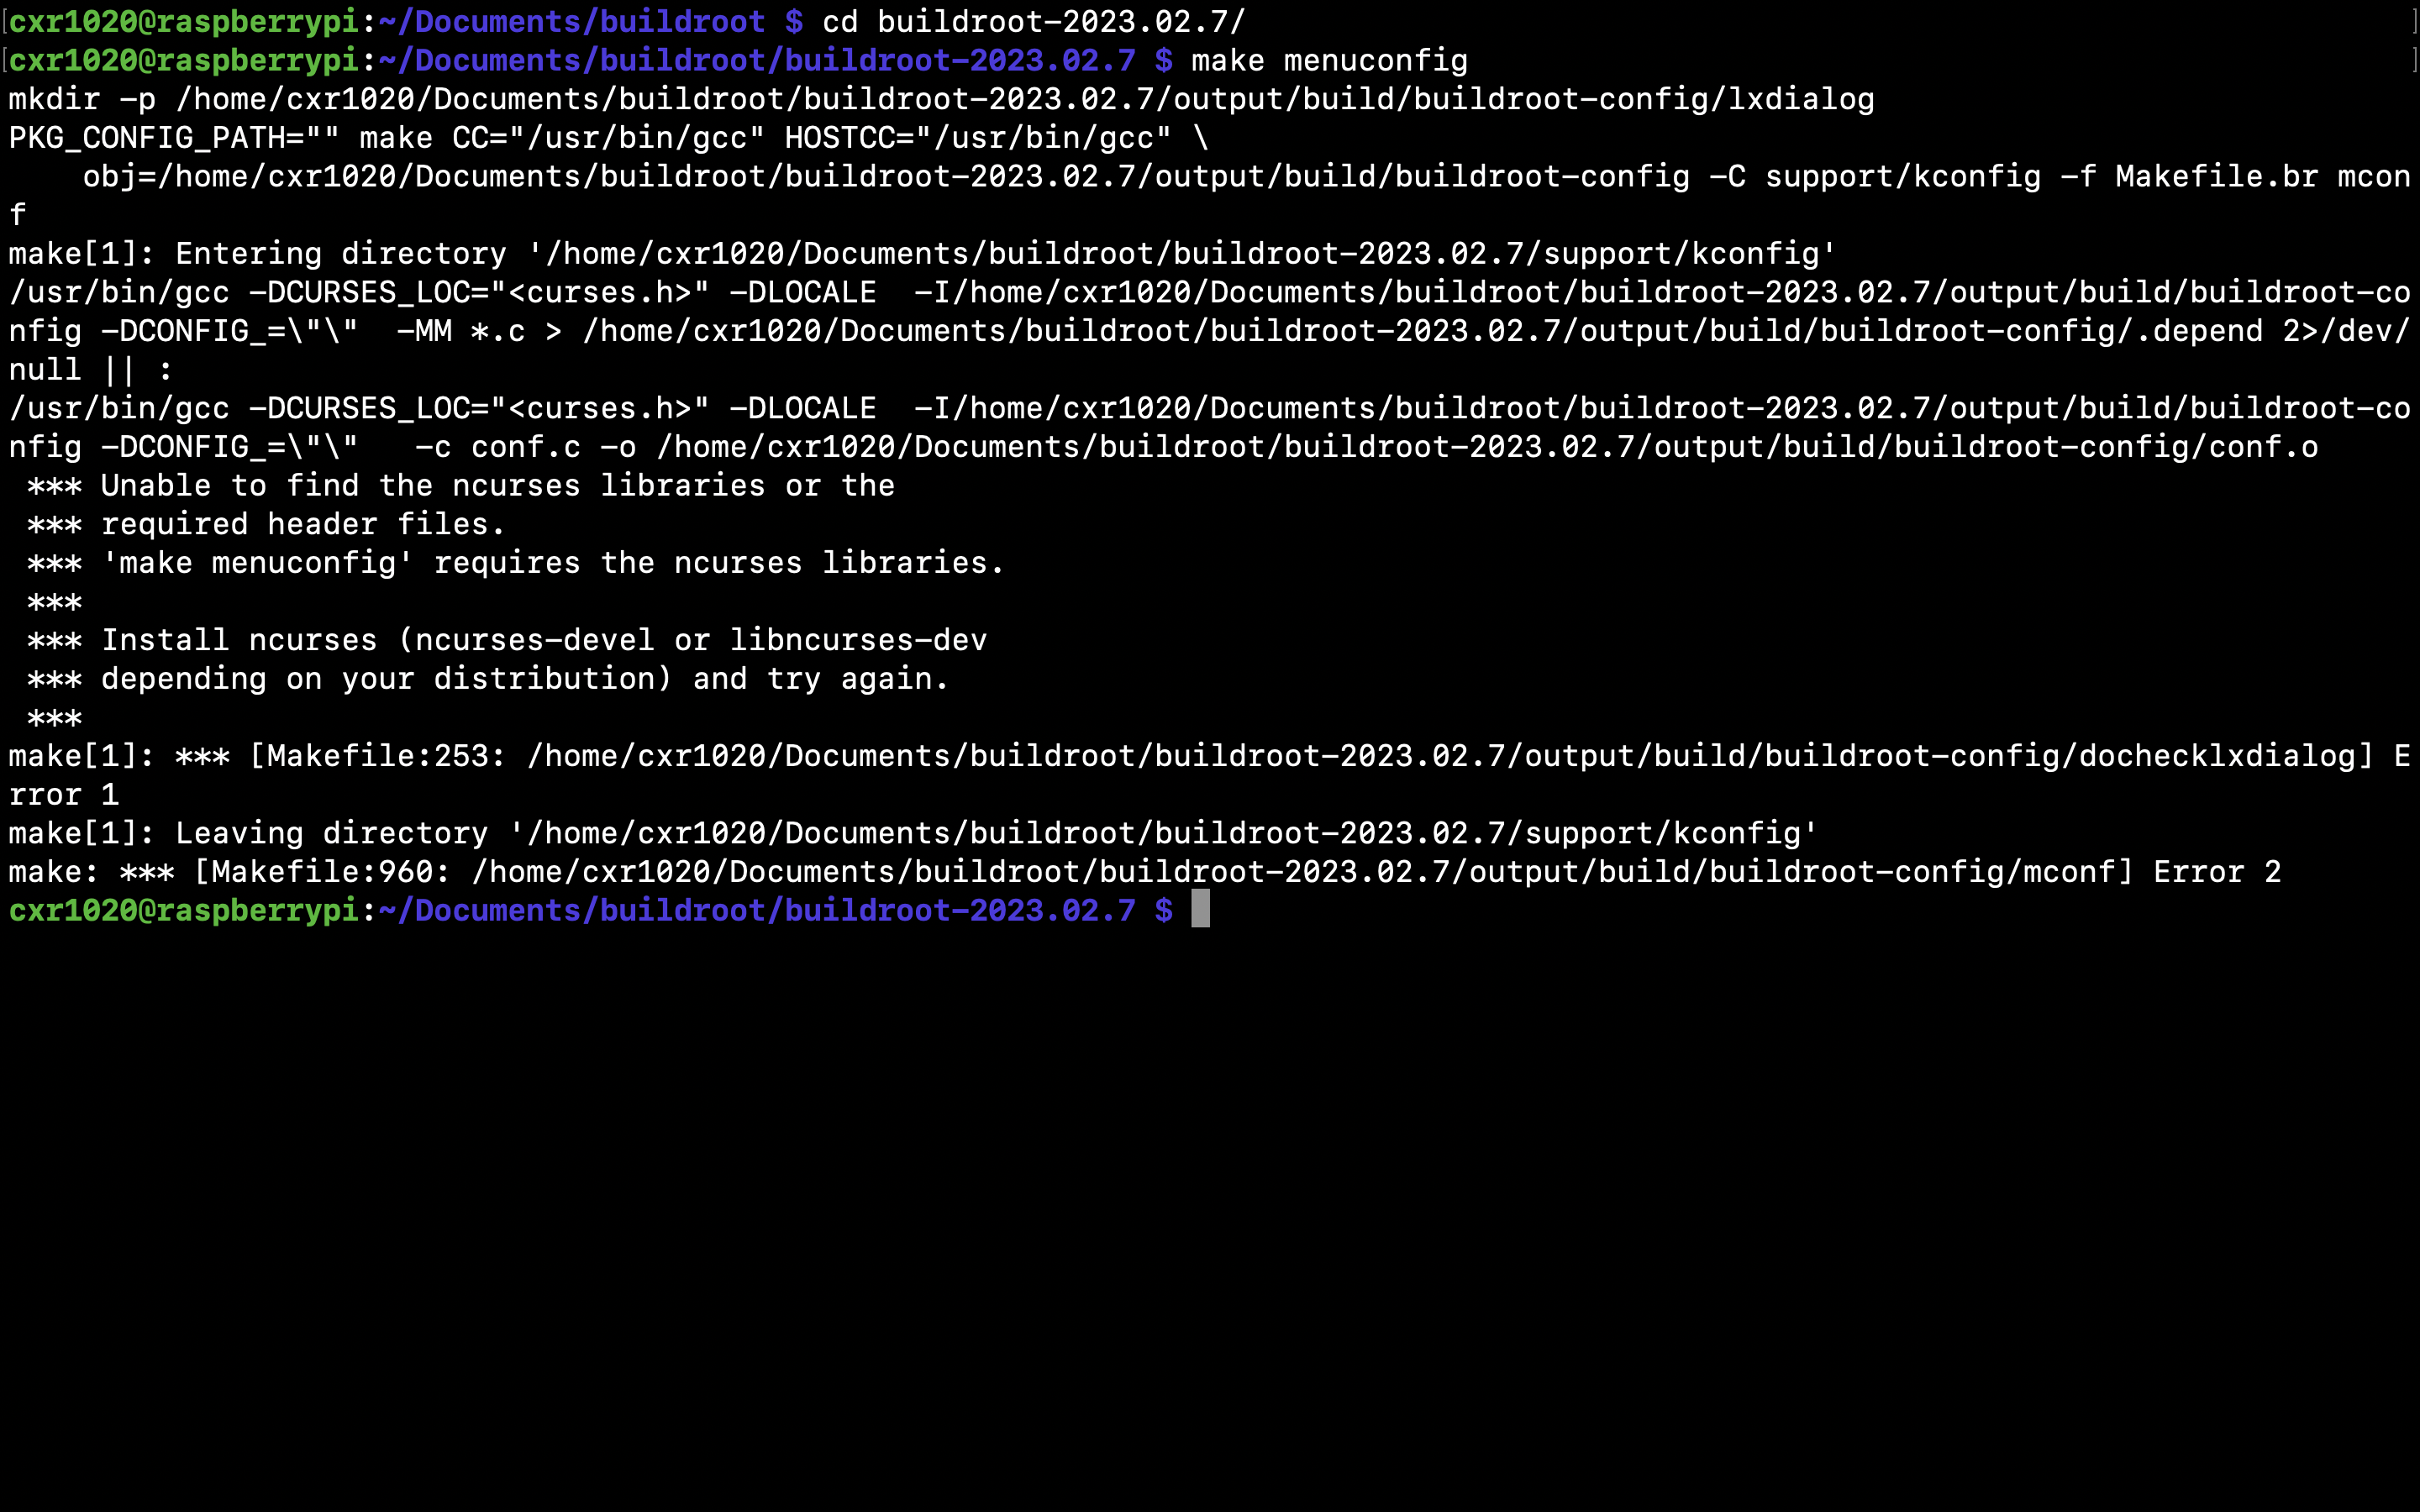 [cxr1020@raspberrypi:~/Documents/buildroot $ cd buildroot-2023.02.7/ ]
[cxr1020@raspberrypi:~/Documents/buildroot/buildroot-2023.02.7 $ make menuconfig ]
mkdir -p /home/cxr1020/Documents/buildroot/buildroot-2023.02.7/output/build/buildroot-config/lxdialog
PKG_CONFIG_PATH="" make CC="/usr/bin/gcc" HOSTCC="/usr/bin/gcc" \
    obj=/home/cxr1020/Documents/buildroot/buildroot-2023.02.7/output/build/buildroot-config -C support/kconfig -f Makefile.br mcon
f
make[1]: Entering directory '/home/cxr1020/Documents/buildroot/buildroot-2023.02.7/support/kconfig'
/usr/bin/gcc -DCURSES_LOC="<curses.h>" -DLOCALE  -I/home/cxr1020/Documents/buildroot/buildroot-2023.02.7/output/build/buildroot-co
nfig -DCONFIG_=\"\"  -MM *.c > /home/cxr1020/Documents/buildroot/buildroot-2023.02.7/output/build/buildroot-config/.depend 2>/dev/
null || :
/usr/bin/gcc -DCURSES_LOC="<curses.h>" -DLOCALE  -I/home/cxr1020/Documents/buildroot/buildroot-2023.02.7/output/build/buildroot-co
nfig -DCONFIG_=\"\"   -c conf.c -o /home/cxr1020/Documents/buildroot/buildroot-2023.02.7/output/build/buildroot-config/conf.o
 *** Unable to find the ncurses libraries or the
 *** required header files.
 *** 'make menuconfig' requires the ncurses libraries.
 ***
 *** Install ncurses (ncurses-devel or libncurses-dev
 *** depending on your distribution) and try again.
 ***
make[1]: *** [Makefile:253: /home/cxr1020/Documents/buildroot/buildroot-2023.02.7/output/build/buildroot-config/dochecklxdialog] E
rror 1
make[1]: Leaving directory '/home/cxr1020/Documents/buildroot/buildroot-2023.02.7/support/kconfig'
make: *** [Makefile:960: /home/cxr1020/Documents/buildroot/buildroot-2023.02.7/output/build/buildroot-config/mconf] Error 2
cxr1020@raspberrypi:~/Documents/buildroot/buildroot-2023.02.7 $